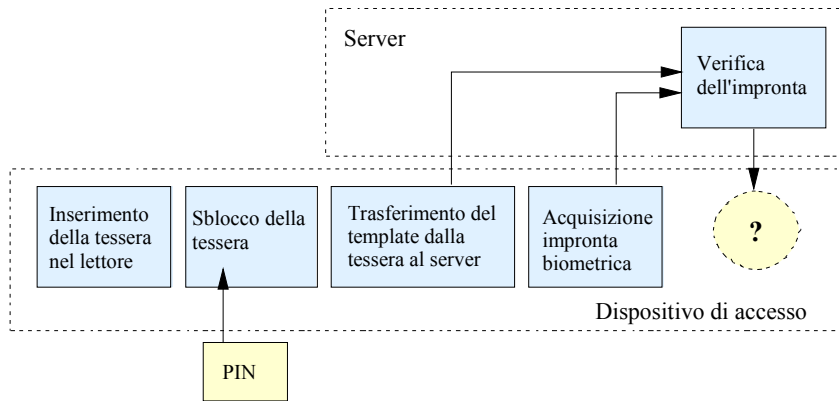 Server
Verifica
dell'impronta
Inserimento
della tessera
nel lettore
Sblocco della
tessera
Trasferimento del
template dalla
tessera al server
Acquisizione
impronta
biometrica
?
Dispositivo di accesso
PIN